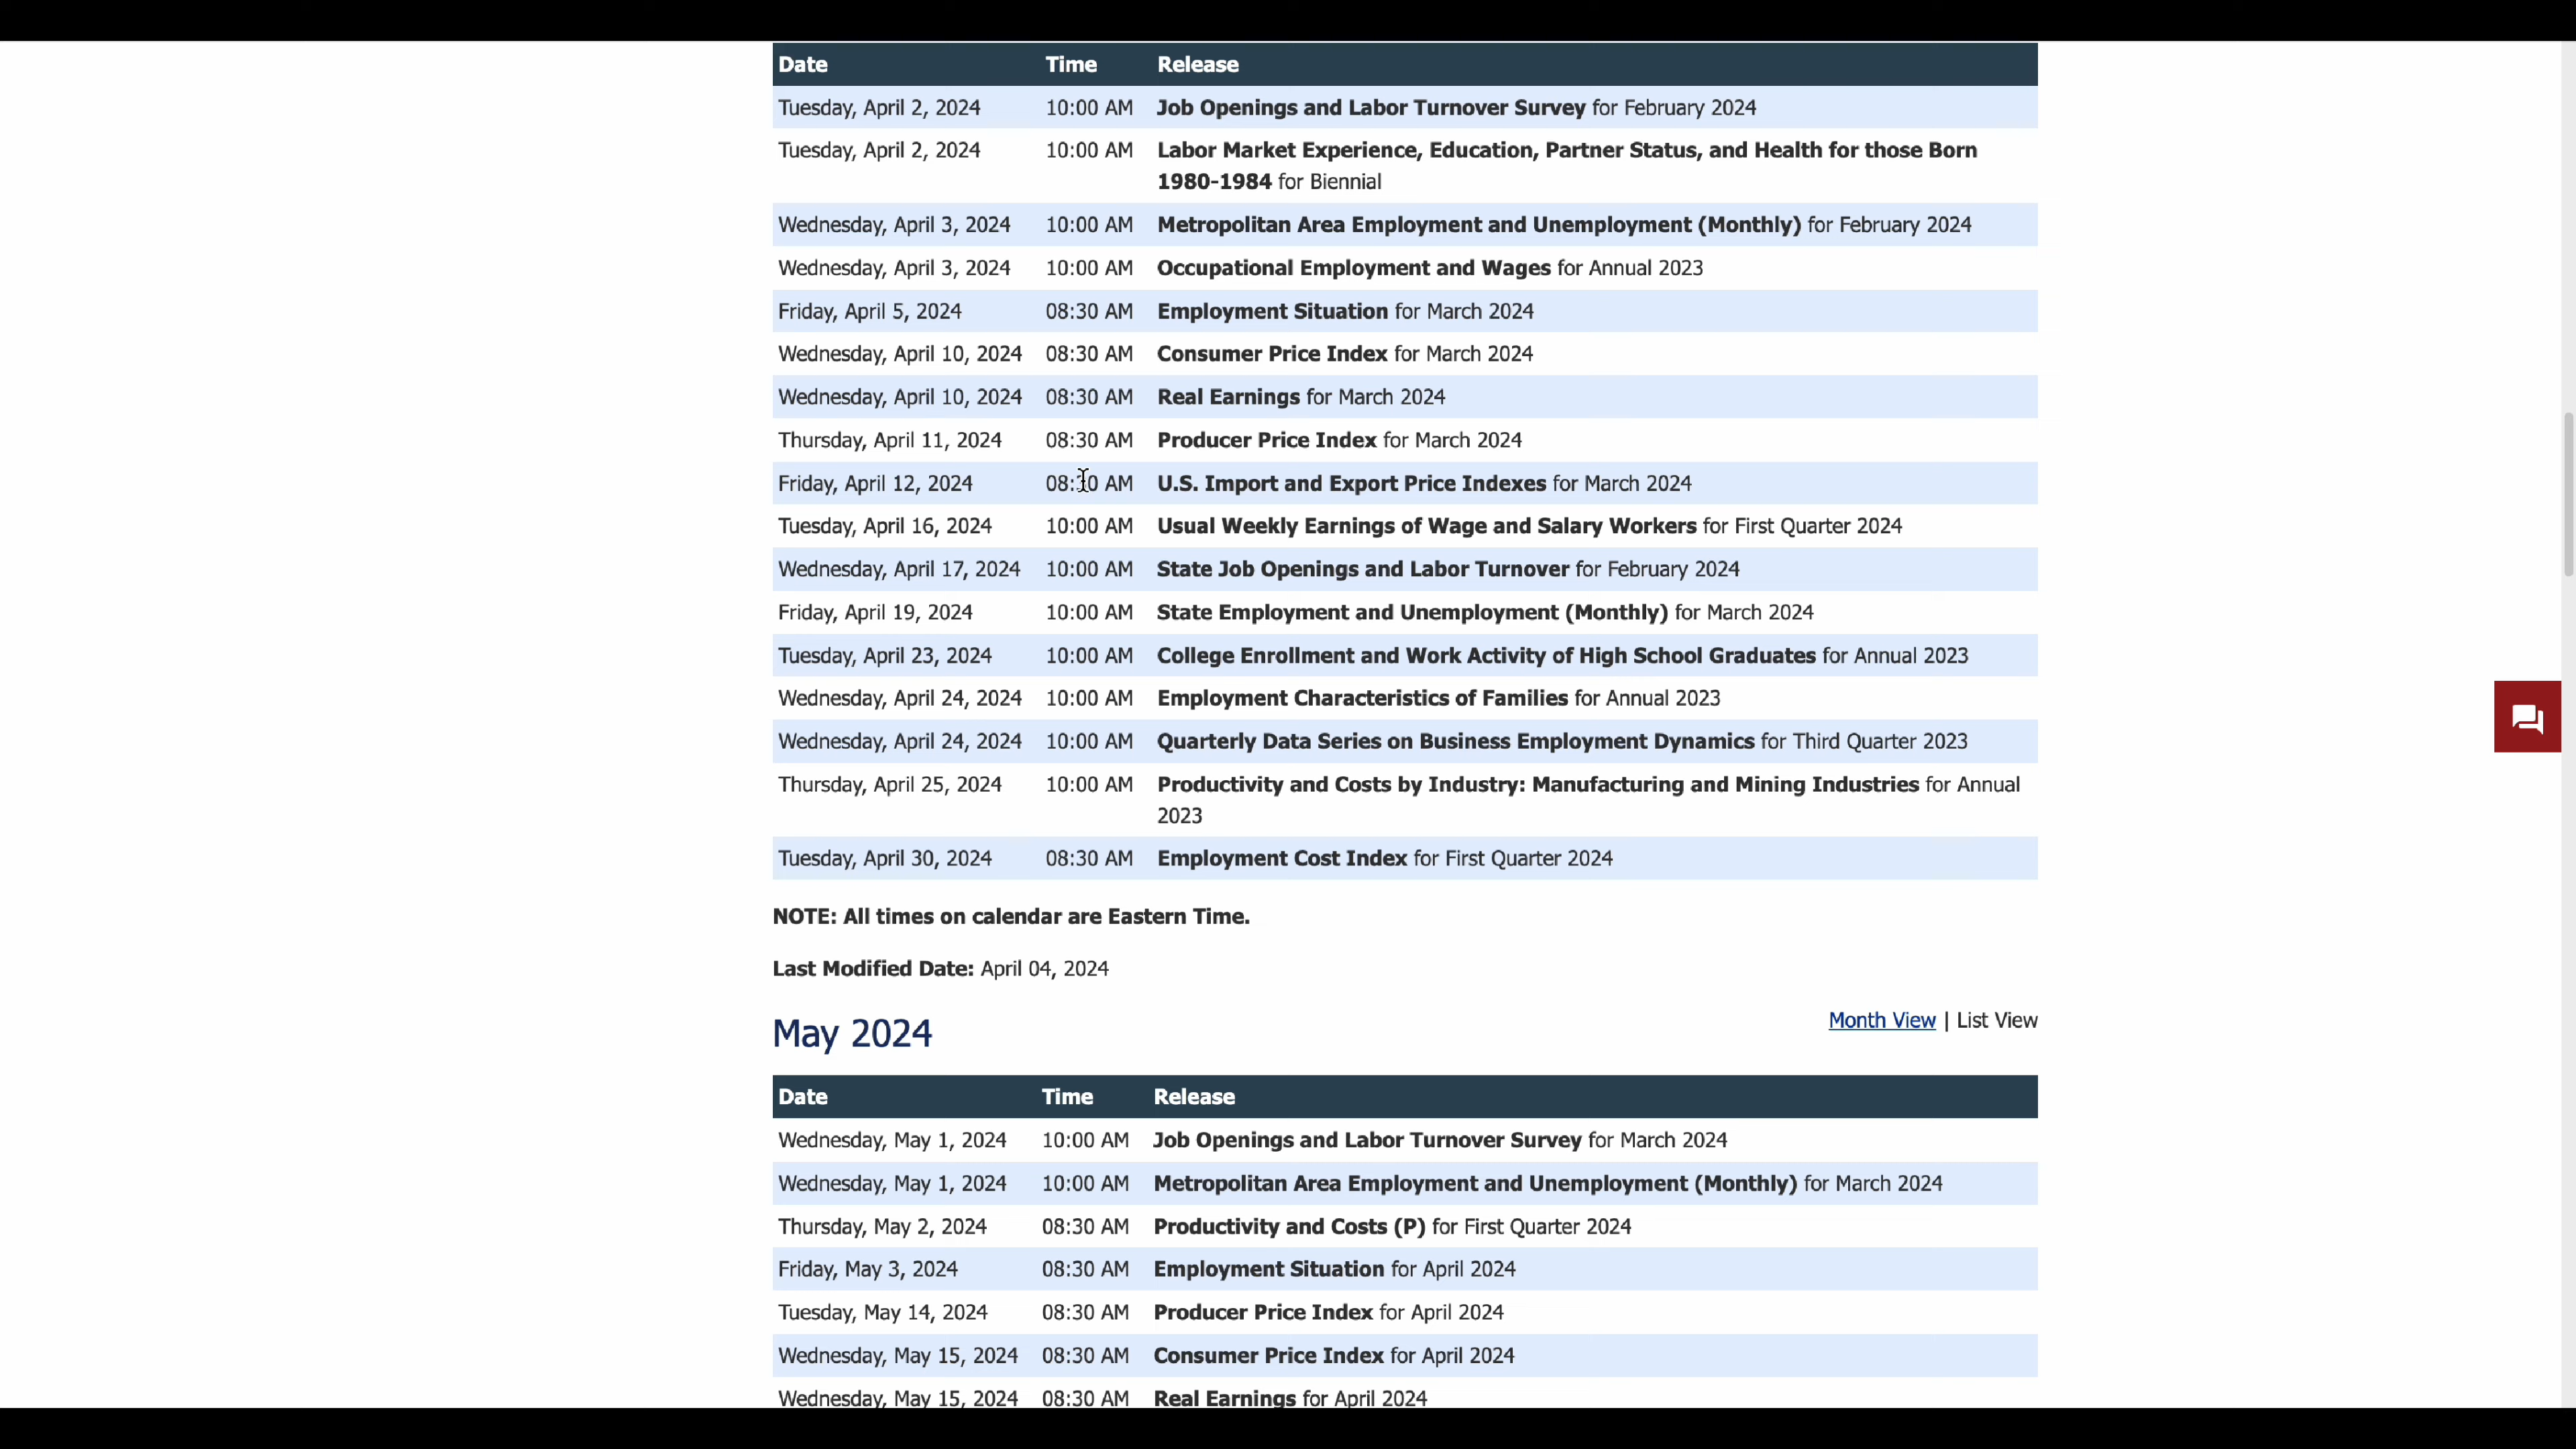 Date Time Release
Tuesday, April 2, 2024 10:00 AM Job Openings and Labor Turnover Survey for February 2024
Tuesday, April 2, 2024 10:00 AM Labor Market Experience, Education, Partner Status, and Health for those Born
1980-1984 for Biennial
Wednesday, April 3, 2024 10:00 AM Metropolitan Area Employment and Unemployment (Monthly) for February 2024
Wednesday, April 3, 2024 10:00 AM Occupational Employment and Wages for Annual 2023
Friday, April 5, 2024 08:30 AM Employment Situation for March 2024
Wednesday, April 10, 2024 08:30 AM Consumer Price Index for March 2024
Wednesday, April 10, 2024 08:30 AM Real Earnings for March 2024
Thursday, April 11, 2024 08:30 AM Producer Price Index for March 2024
Friday, April 12, 2024 08:30 AM U.S. Import and Export Price Indexes for March 2024
Tuesday, April 16, 2024 10:00 AM Usual Weekly Earnings of Wage and Salary Workers for First Quarter 2024
Wednesday, April 17, 2024 10:00 AM State Job Openings and Labor Turnover for February 2024
Friday, April 19, 2024 10:00 AM State Employment and Unemployment (Monthly) for March 2024
Tuesday, April 23, 2024 10:00 AM College Enrollment and Work Activity of High School Graduates for Annual 2023
Wednesday, April 24, 2024 10:00 AM Employment Characteristics of Families for Annual 2023
Wednesday, April 24, 2024 10:00 AM Quarterly Data Series on Business Employment Dynamics for Third Quarter 2023
Thursday, April 25, 2024 10:00 AM Productivity and Costs by Industry: Manufacturing and Mining Industries for Annual
2023
Tuesday, April 30, 2024 08:30 AM Employment Cost Index for First Quarter 2024
NOTE: All times on calendar are Eastern Time.
Last Modified Date: April 04, 2024
May 2024 Month View | List View
Date Time Release
Wednesday, May 1, 2024 10:00 AM Job Openings and Labor Turnover Survey for March 2024
Wednesday, May 1, 2024 10:00 AM Metropolitan Area Employment and Unemployment (Monthly) for March 2024
Thursday, May 2, 2024 08:30 AM Productivity and Costs (P) for First Quarter 2024
Friday, May 3, 2024 08:30 AM Employment Situation for April 2024
Tuesday, May 14, 2024 08:30 AM Producer Price Index for April 2024
Wednesday, May 15, 2024 08:30 AM Consumer Price Index for April 2024
Wednesday, May 15, 2024 08:30 AM Real Earnings for April 2024